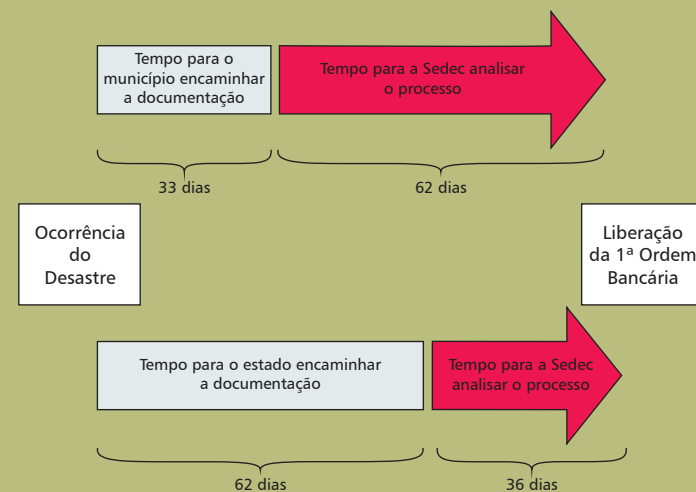 Tempo para o
município encaminhar
a documentação
Tempo para a Sedec analisar
o processo
33 dias
62 dias
Ocorrência
do
Desastre
Liberação
da 1ª Ordem
Bancária
Tempo para o estado encaminhar
a documentação
Tempo para a Sedec
analisar o processo
62 dias
36 dias